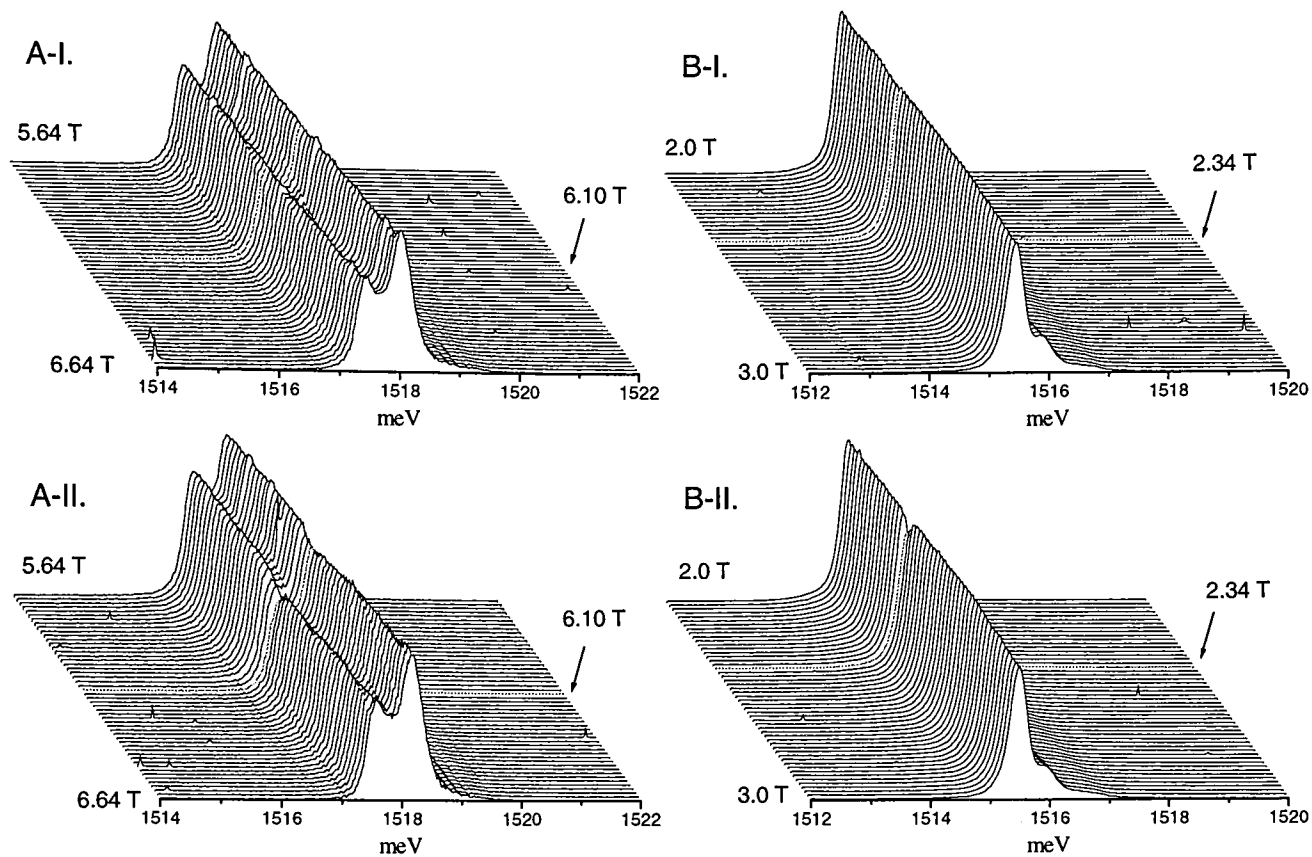 A-I.
5.64 T
6.10 T
6.64 T
1514 1516 1518 1520 1522
meV
B-I.
2.0 T
2.34 T
3.0 T
1512 1514 1516 1518 1520
meV
A-II.
5.64 T
6.10 T
6.64 T
1514 1516 1518 1520 1522
meV
B-II.
2.0 T
2.34 T
3.0 T
1512 1514 1516 1518 1520
meV